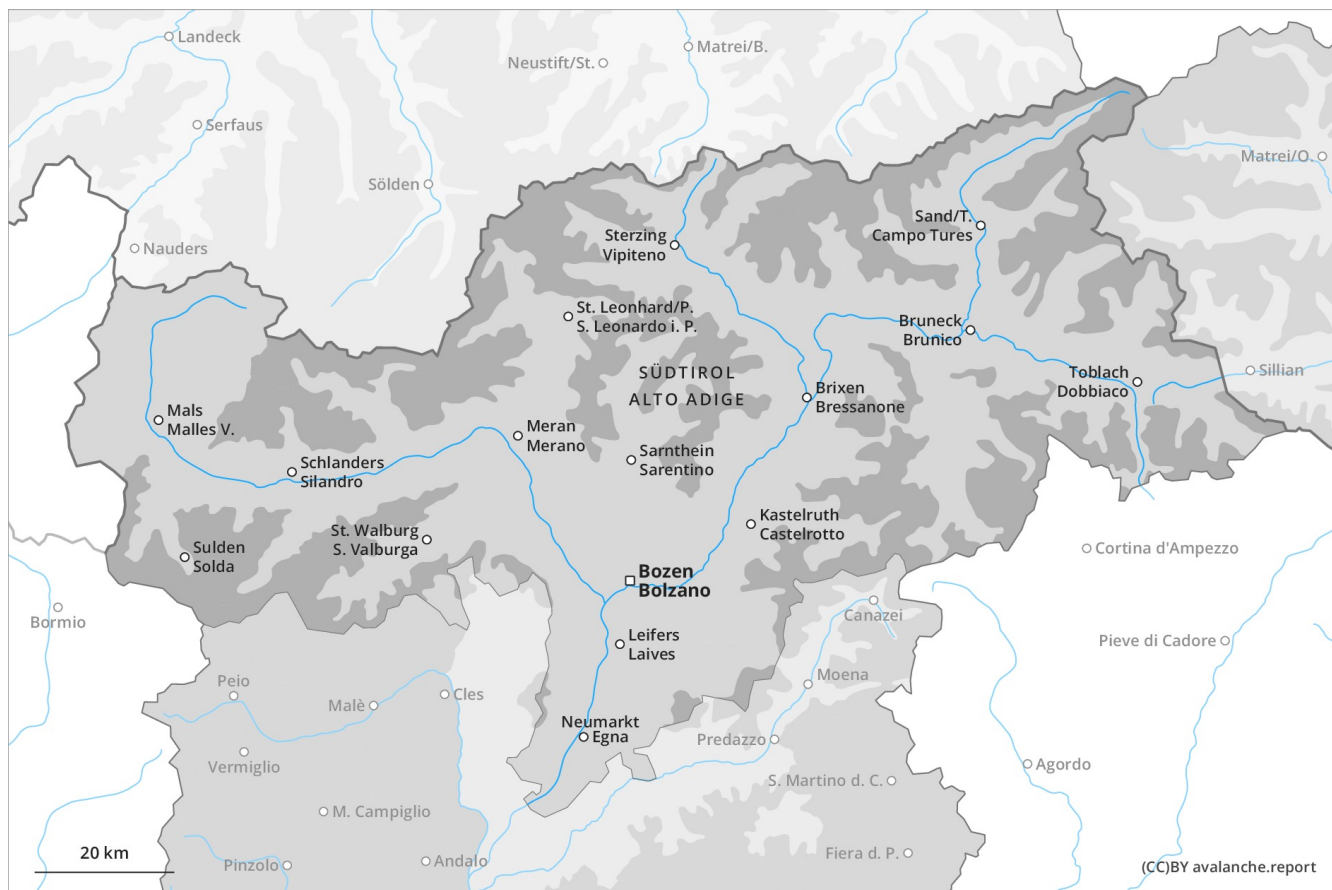 Landeck
Matrei/B.
Neustift/St.
Serfaus
Matrei/O.
Sölden
Sand/T.
Campo Tures
Nauders
Sterzing
Vipiteno
St. Leonhard/P.
S. Leonardo i. P.
Bruneck
Brunico
SÜDTIROL
ALTO ADIGE
Toblach
Dobbiaco
Sillian
Brixen
Bressanone
Mals
Malles V.
Meran
Merano
Schlanders
Silandro
Sarnthein
Sarentino
Kastelruth
Castelrotto
St. Walburg
S. Valburga
Sulden
Solda
Cortina d'Ampezzo
Bozen
Bolzano
Bormio
Canazei
Leifers
Laives
Pieve di Cadore
Peio
Malè
Cles
Moena
Neumarkt
Egna
Predazzo
Vermiglio
Agordo
S. Martino d. C.
M. Campiglio
20 km
Pinzolo
Andalo
Fiera d. P.
(CC)BY avalanche.report